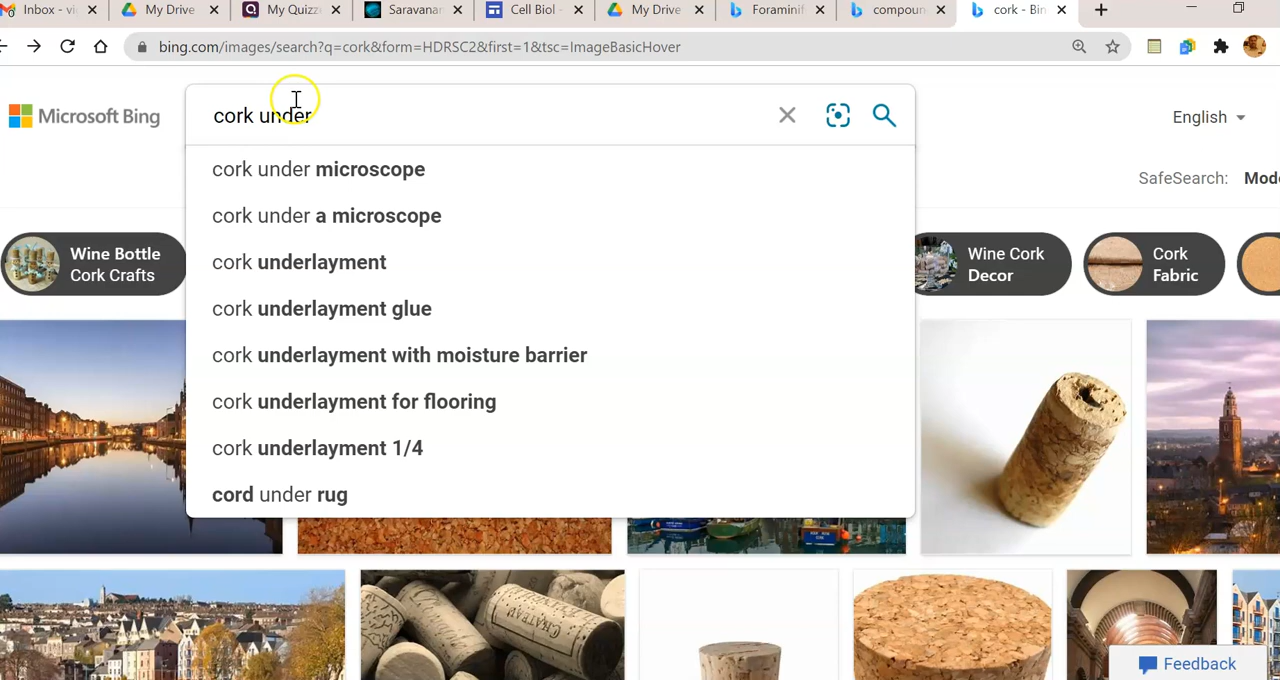 Inbox - vi
My Drive
My Quizz
Saravanar
Cell Biol -
My Drive
Foraminif
compoun
cork - Bin
bing.com/images/search?q=cork&form=HDRSC2&first=1&tsc=ImageBasicHover
Microsoft Bing
cork under
English
cork under microscope
cork under a microscope
cork underlayment
cork underlayment glue
cork underlayment with moisture barrier
cork underlayment for flooring
cork underlayment 1/4
cord under rug
SafeSearch: Mode
Wine Bottle
Cork Crafts
Wine Cork
Decor
Cork
Fabric
Feedback